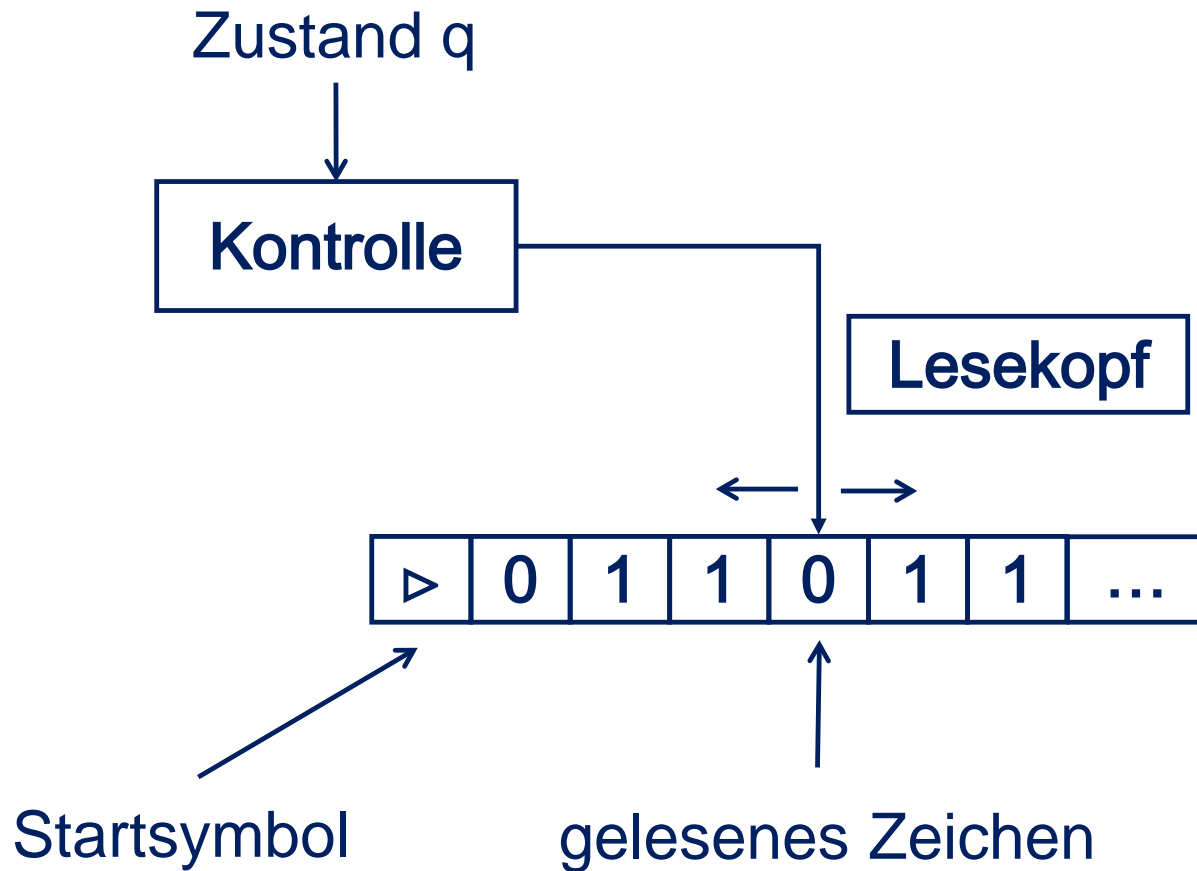 Zustand q
Kontrolle
Lesekopf
▷ 0 1 1 0 1 1 ...
Startsymbol
gelesenes Zeichen